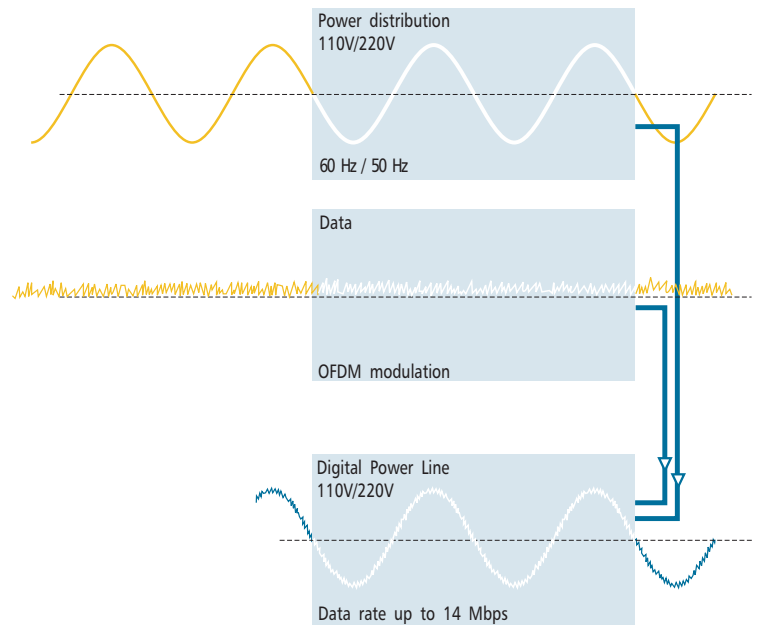 Power distribution
110V/220V
60 Hz / 50 Hz
Data
OFDM modulation
Digital Power Line
110V/220V
Data rate up to 14 Mbps